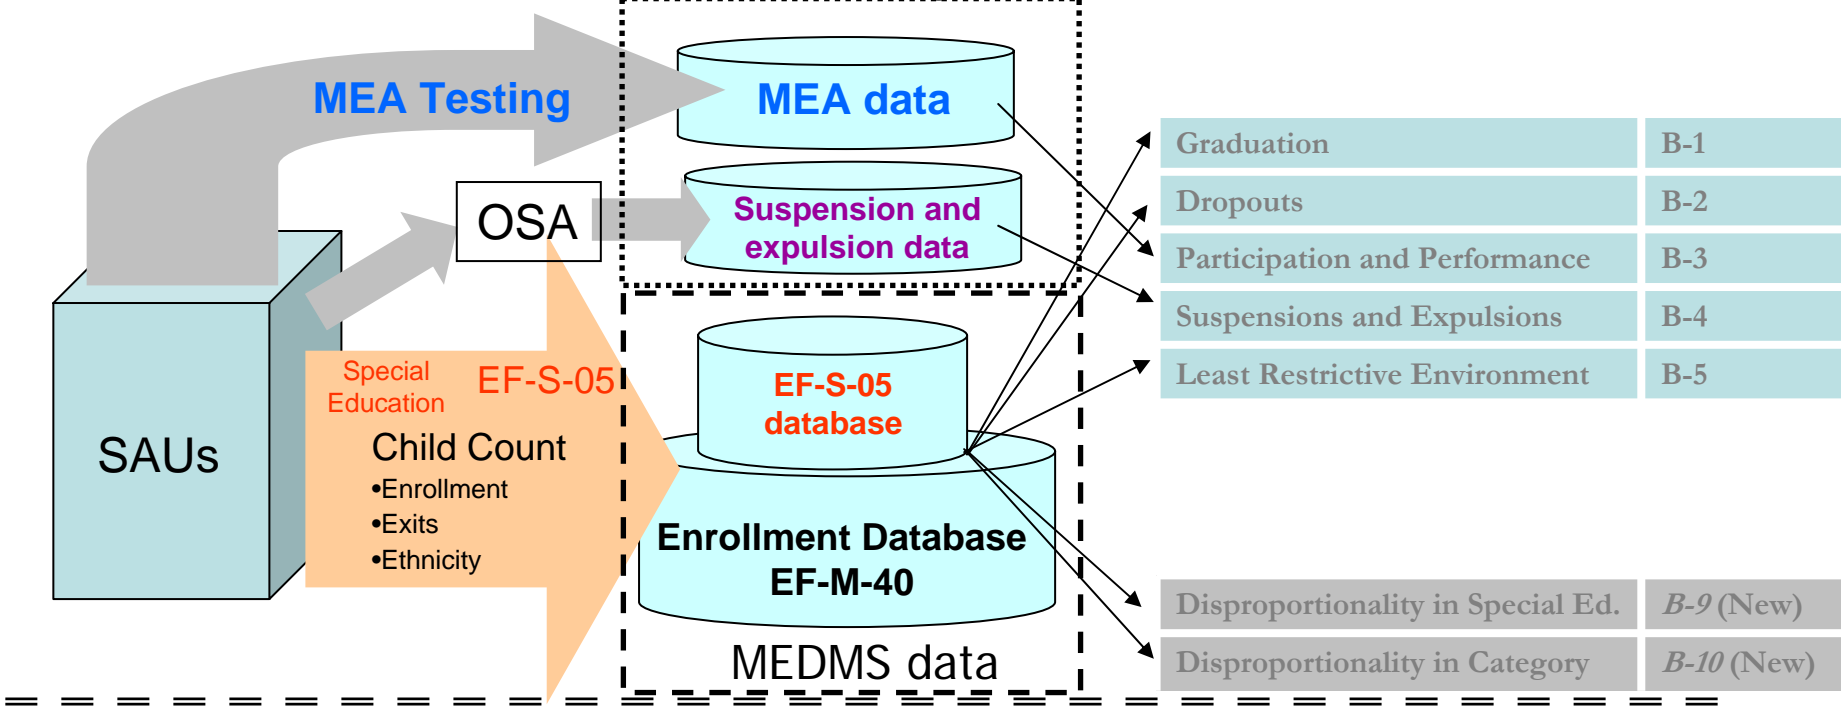 MEA Testing
MEA data
OSA
Suspension and
expulsion data
SAUs
Special
Education
EF-S-05
Child Count
•Enrollment
•Exits
•Ethnicity
EF-S-05
database
Enrollment Database
EF-M-40
MEDMS data
Graduation B-1
Dropouts B-2
Participation and Performance B-3
Suspensions and Expulsions B-4
Least Restrictive Environment B-5
Disproportionality in Special Ed. B-9 (New)
Disproportionality in Category B-10 (New)